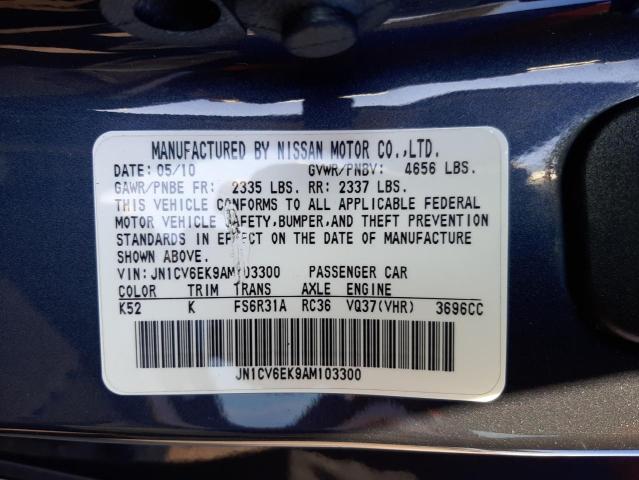 MANUFACTURED BY NISSAN MOTOR CO.,LTD.
DATE: 05/10 GVWR/PNBV: 4656 LBS.
GAWR/PNBE FR: 2335 LBS. RR: 2337 LBS.
THIS VEHICLE CONFORMS TO ALL APPLICABLE FEDERAL
MOTOR VEHICLE SAFETY,BUMPER,AND THEFT PREVENTION
STANDARDS IN EFFECT ON THE DATE OF MANUFACTURE
SHOWN ABOVE.
VIN: JN1CV6EK9AM103300 PASSENGER CAR
COLOR TRIM TRANS AXLE ENGINE
K52 K FS6R31A RC36 VQ37(VHR) 3696CC
JN1CV6EK9AM103300